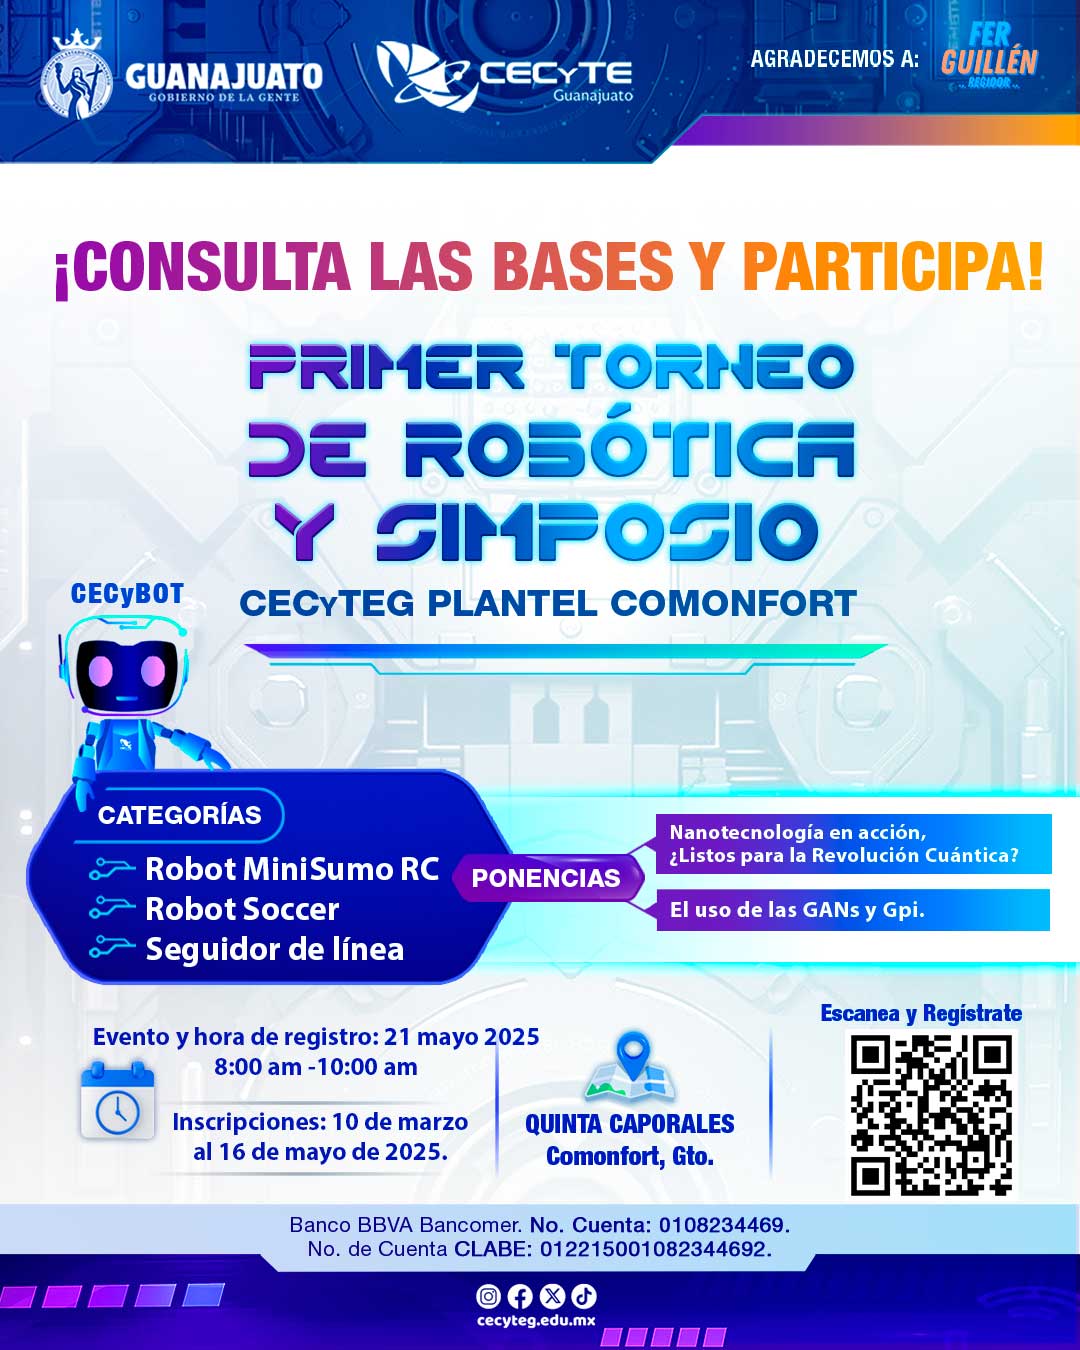 GUANAJUATO
GOBIERNO DE LA GENTE
CECyTE
Guanajuato
AGRADECEMOS A:
FER
GUILLÉN
REGIDOR
¡CONSULTA LAS BASES Y PARTICIPA!
PRIMER TORNEO
DE ROBÓTICA
Y SIMPOSIO
CECyTEG PLANTEL COMONFORT
CECyBOT
CATEGORÍAS
Robot MiniSumo RC
Robot Soccer
Seguidor de línea
PONENCIAS
Nanotecnología en acción,
¿Listos para la Revolución Cuántica?
El uso de las GANs y Gpi.
Evento y hora de registro: 21 mayo 2025
8:00 am -10:00 am
Inscripciones: 10 de marzo
al 16 de mayo de 2025.
QUINTA CAPORALES
Comonfort, Gto.
Escanea y Regístrate
Banco BBVA Bancomer. No. Cuenta: 0108234469.
No. de Cuenta CLABE: 012215001082344692.
cecyteg.edu.mx